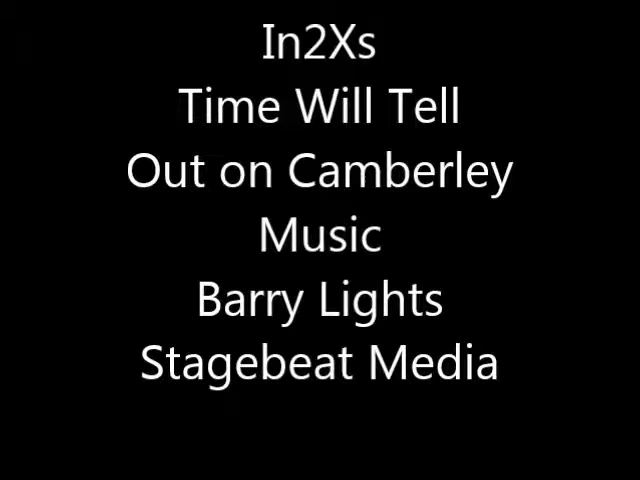 In2Xs
Time Will Tell
Out on Camberley
Music
Barry Lights
Stagebeat Media